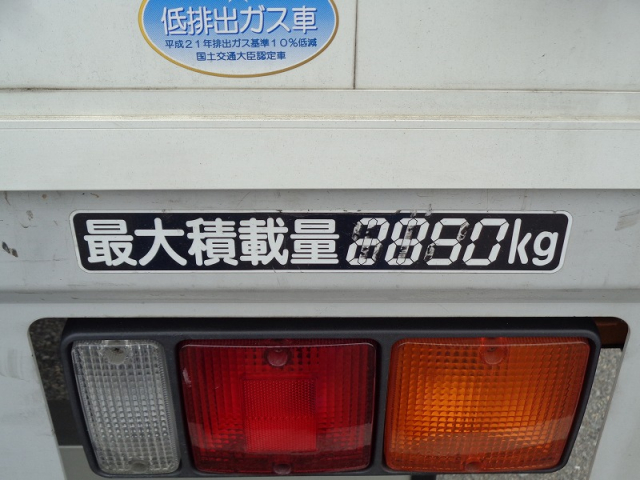 低排出ガス車
平成21年排出ガス基準10%低減
国土交通大臣認定車
最大積載量 kg